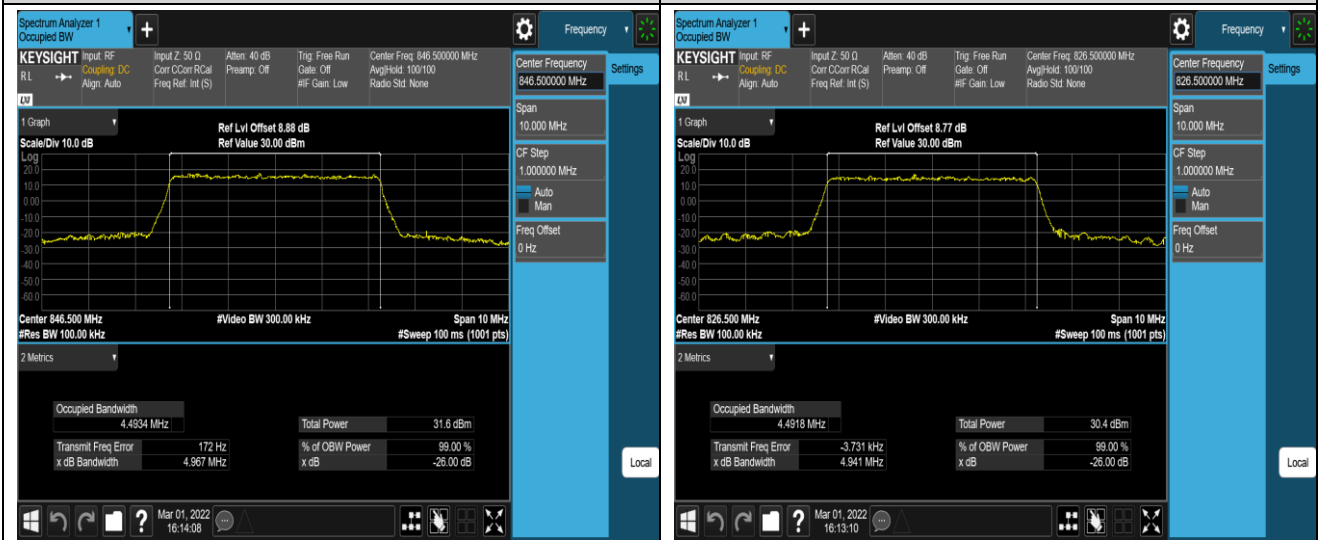 Spectrum Analyzer 1
Occupied BW
+
Frequency
KEYSIGHT Input: RF Input Z: 50 Ω Atten: 40 dB Trig: Free Run Center Freq: 846.500000 MHz
RL Coupling: DC Corr CCorr RCal Preamp: Off Gate: Off Avg|Hold: 100/100
Align: Auto Freq Ref: Int (S) #IF Gain: Low Radio Std: None
LXI
Center Frequency
846.500000 MHz
Settings
Span
10.000 MHz
CF Step
1.000000 MHz
Auto
Man
Freq Offset
0 Hz
Local
1 Graph
Ref Lvl Offset 8.88 dB
Scale/Div 10.0 dB Ref Value 30.00 dBm
Log
20.0
10.0
0.00
-10.0
-20.0
-30.0
-40.0
-50.0
-60.0
Center 846.500 MHz #Video BW 300.00 kHz Span 10 MHz
#Res BW 100.00 kHz #Sweep 100 ms (1001 pts)
2 Metrics
Occupied Bandwidth
4.4934 MHz Total Power 31.6 dBm
Transmit Freq Error 172 Hz % of OBW Power 99.00 %
x dB Bandwidth 4.967 MHz x dB -26.00 dB
? Mar 01, 2022
16:14:08
Spectrum Analyzer 1
Occupied BW
+
Frequency
KEYSIGHT Input: RF Input Z: 50 Ω Atten: 40 dB Trig: Free Run Center Freq: 826.500000 MHz
RL Coupling: DC Corr CCorr RCal Preamp: Off Gate: Off Avg|Hold: 100/100
Align: Auto Freq Ref: Int (S) #IF Gain: Low Radio Std: None
LXI
Center Frequency
826.500000 MHz
Settings
Span
10.000 MHz
CF Step
1.000000 MHz
Auto
Man
Freq Offset
0 Hz
Local
1 Graph
Ref Lvl Offset 8.77 dB
Scale/Div 10.0 dB Ref Value 30.00 dBm
Log
20.0
10.0
0.00
-10.0
-20.0
-30.0
-40.0
-50.0
-60.0
Center 826.500 MHz #Video BW 300.00 kHz Span 10 MHz
#Res BW 100.00 kHz #Sweep 100 ms (1001 pts)
2 Metrics
Occupied Bandwidth
4.4918 MHz Total Power 30.4 dBm
Transmit Freq Error -3.731 kHz % of OBW Power 99.00 %
x dB Bandwidth 4.941 MHz x dB -26.00 dB
? Mar 01, 2022
16:13:10